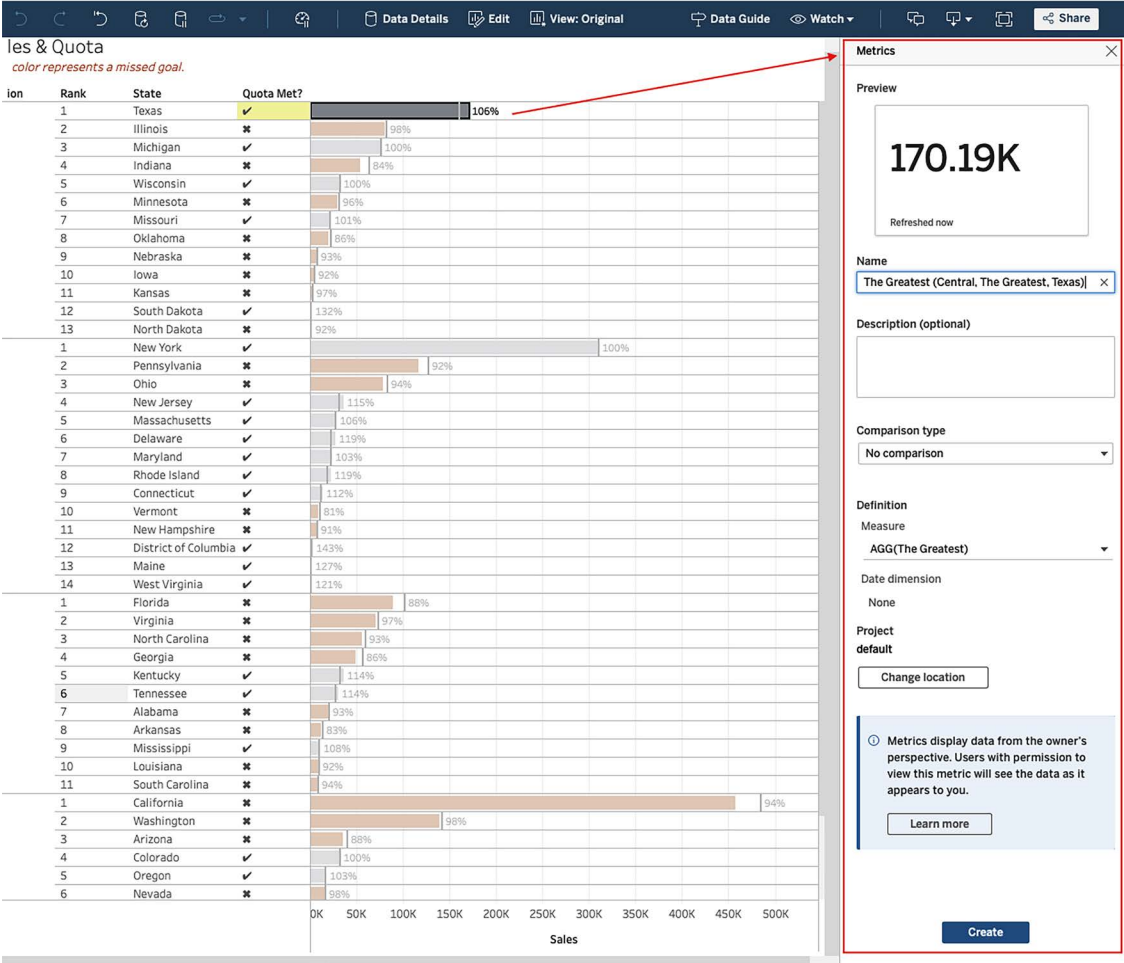 Data Details Edit View: Original Data Guide Watch Share
les & Quota
color represents a missed goal.
ion Rank State Quota Met?
1 Texas ✔ 106%
2 Illinois ✖ 98%
3 Michigan ✔ 100%
4 Indiana ✖ 84%
5 Wisconsin ✔ 100%
6 Minnesota ✖ 96%
7 Missouri ✔ 101%
8 Oklahoma ✖ 86%
9 Nebraska ✖ 93%
10 Iowa ✖ 92%
11 Kansas ✖ 97%
12 South Dakota ✔ 132%
13 North Dakota ✖ 92%
1 New York ✔ 100%
2 Pennsylvania ✖ 92%
3 Ohio ✖ 94%
4 New Jersey ✔ 115%
5 Massachusetts ✔ 106%
6 Delaware ✔ 119%
7 Maryland ✔ 103%
8 Rhode Island ✔ 119%
9 Connecticut ✔ 112%
10 Vermont ✖ 81%
11 New Hampshire ✖ 91%
12 District of Columbia ✔ 143%
13 Maine ✔ 127%
14 West Virginia ✔ 121%
1 Florida ✖ 88%
2 Virginia ✖ 97%
3 North Carolina ✖ 93%
4 Georgia ✖ 86%
5 Kentucky ✔ 114%
6 Tennessee ✔ 114%
7 Alabama ✖ 93%
8 Arkansas ✖ 83%
9 Mississippi ✔ 108%
10 Louisiana ✖ 92%
11 South Carolina ✖ 94%
1 California ✖ 94%
2 Washington ✖ 98%
3 Arizona ✖ 88%
4 Colorado ✔ 100%
5 Oregon ✔ 103%
6 Nevada ✖ 98%
0K 50K 100K 150K 200K 250K 300K 350K 400K 450K 500K
Sales
Metrics
Preview
170.19K
Refreshed now
Name
The Greatest (Central, The Greatest, Texas)
Description (optional)
Comparison type
No comparison
Definition
Measure
AGG(The Greatest)
Date dimension
None
Project
default
Change location
Metrics display data from the owner's
perspective. Users with permission to
view this metric will see the data as it
appears to you.
Learn more
Create